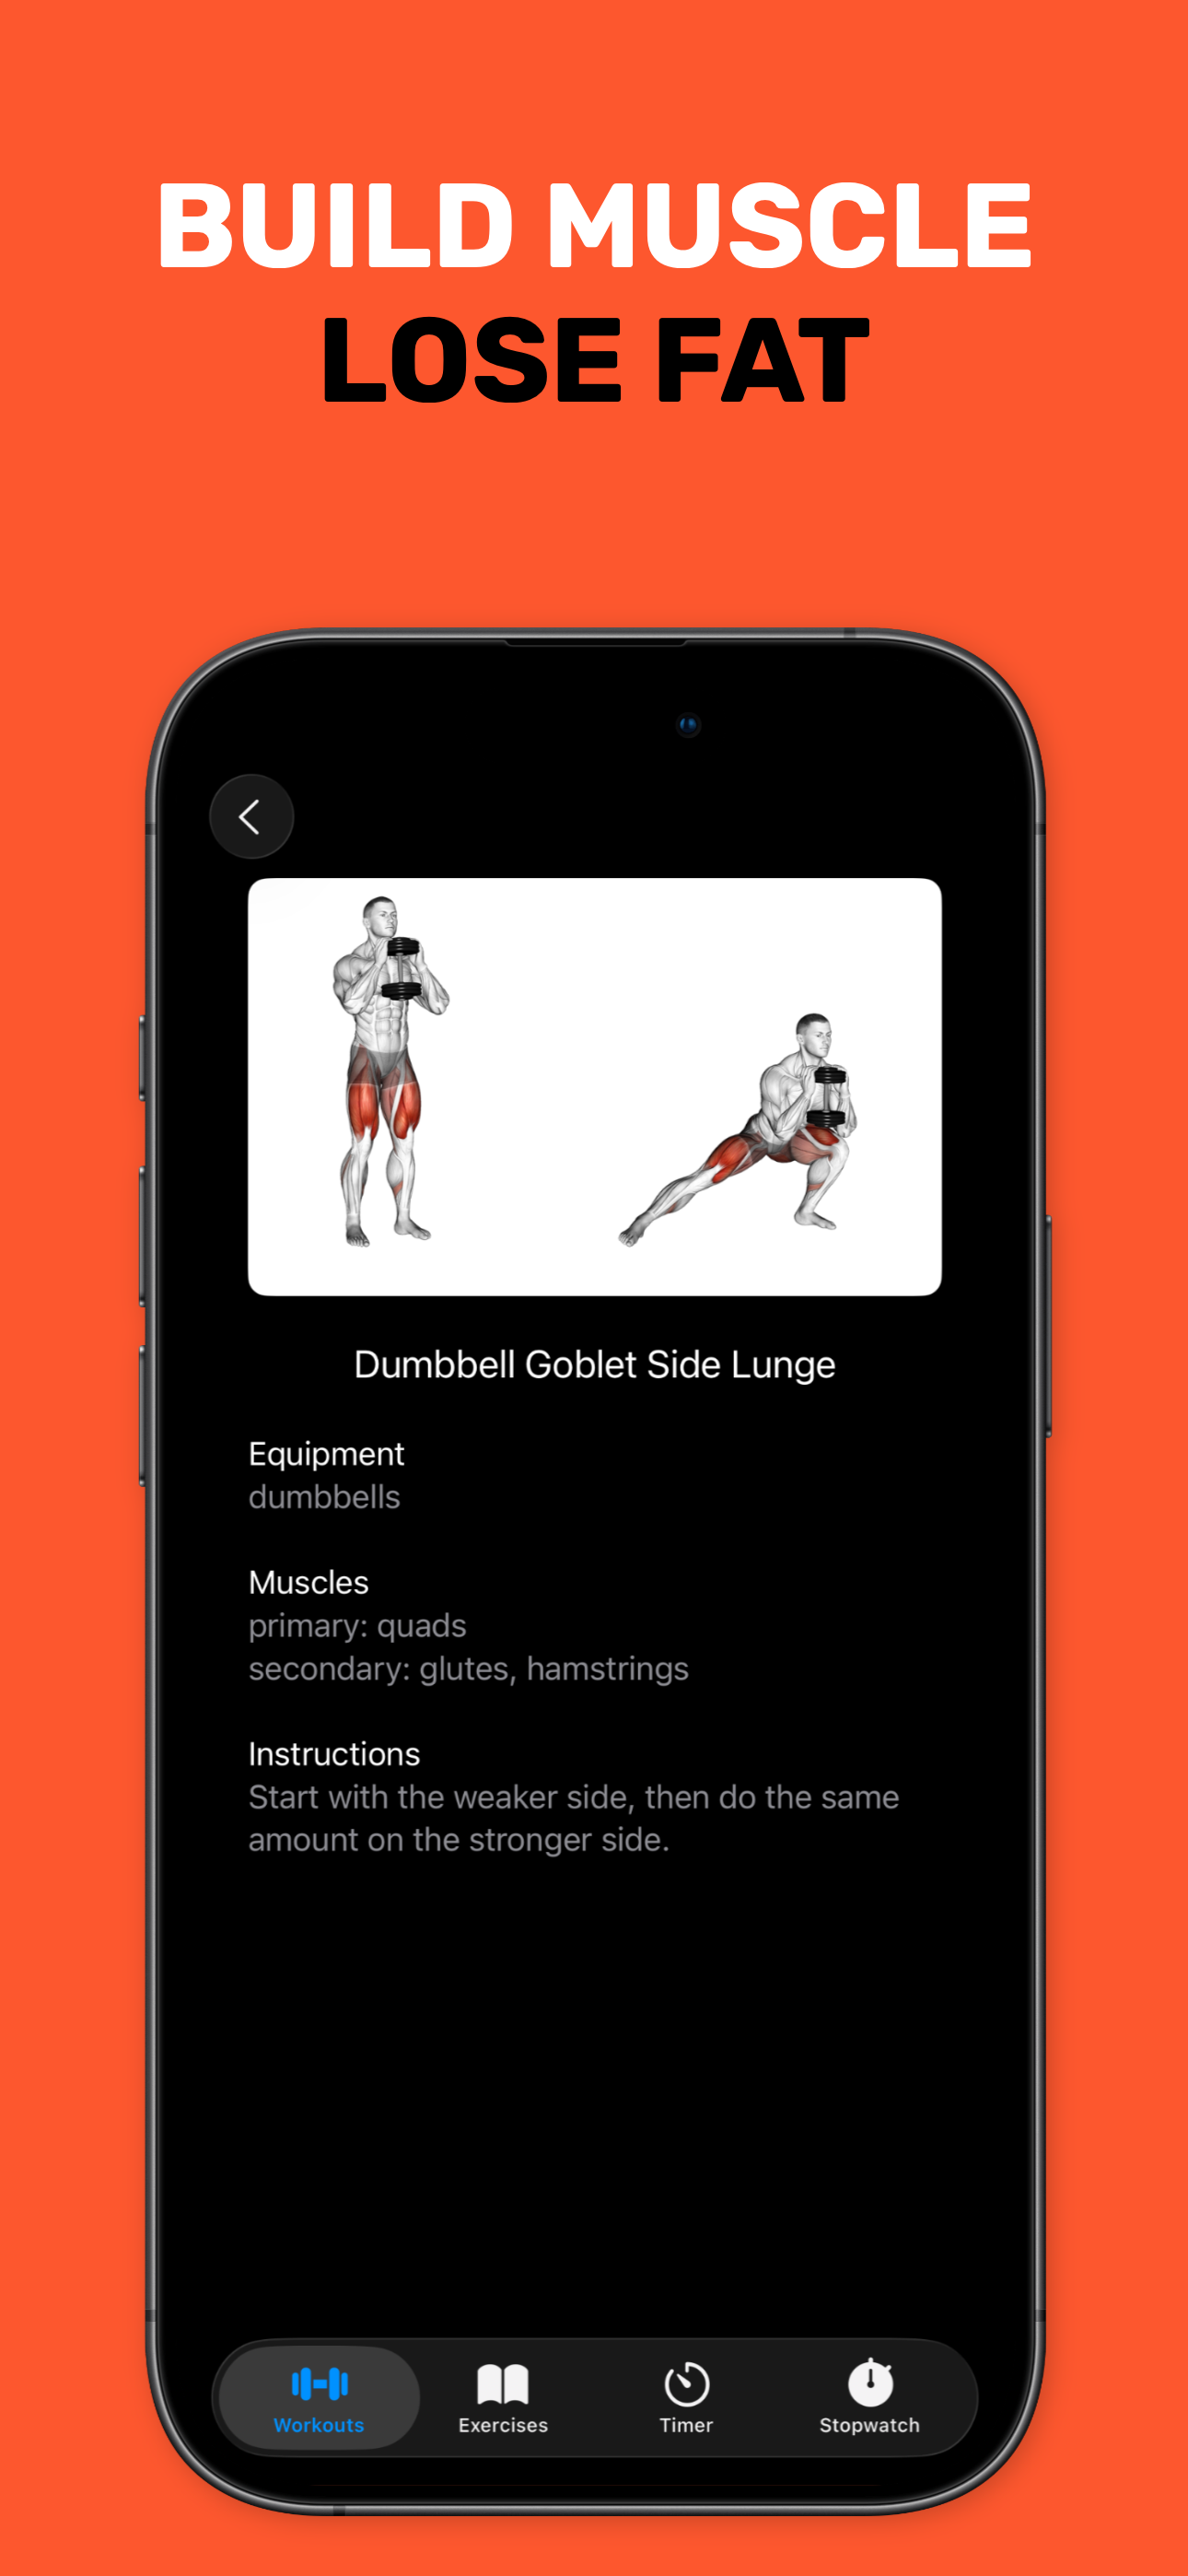 BUILD MUSCLE
LOSE FAT
Dumbbell Goblet Side Lunge
Equipment
dumbbells
Muscles
primary: quads
secondary: glutes, hamstrings
Instructions
Start with the weaker side, then do the same
amount on the stronger side.
Workouts Exercises Timer Stopwatch